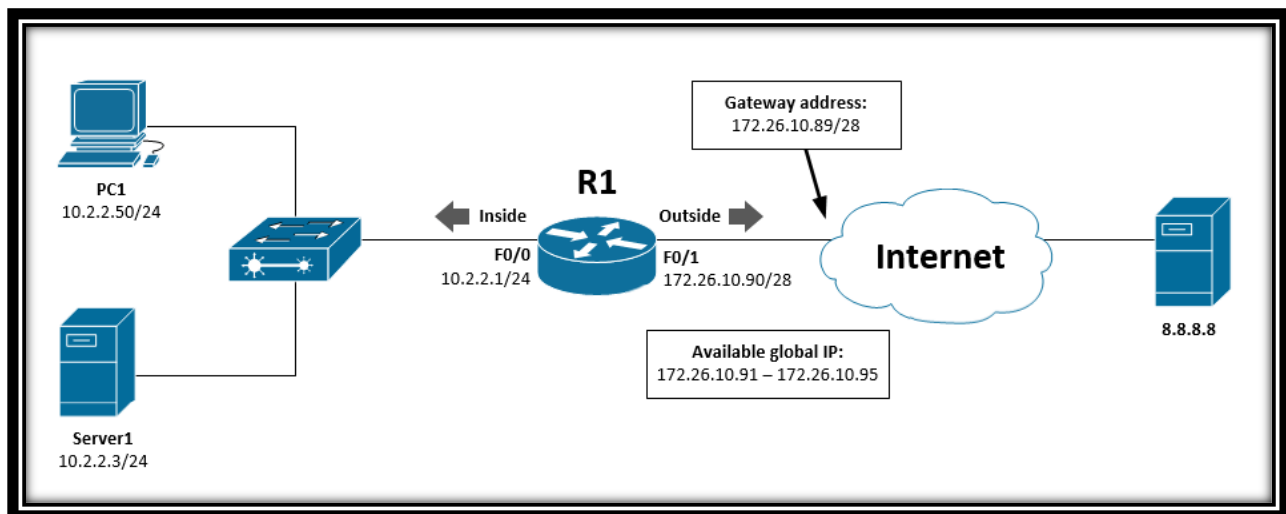 PC1
10.2.2.50/24
Server1
10.2.2.3/24
Inside
F0/0
10.2.2.1/24
R1
Outside
F0/1
172.26.10.90/28
Gateway address:
172.26.10.89/28
Available global IP:
172.26.10.91 – 172.26.10.95
Internet
8.8.8.8